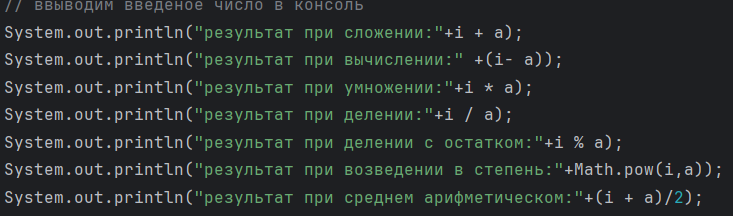 // ввыводим введеное число в консоль
System.out.println("результат при сложении:"+i + a);
System.out.println("результат при вычислении:" +(i- a));
System.out.println("результат при умножении:"+i * a);
System.out.println("результат при делении:"+i / a);
System.out.println("результат при делении с остатком:"+i % a);
System.out.println("результат при возведении в степень:"+Math.pow(i,a));
System.out.println("результат при среднем арифметическом:"+(i + a)/2);